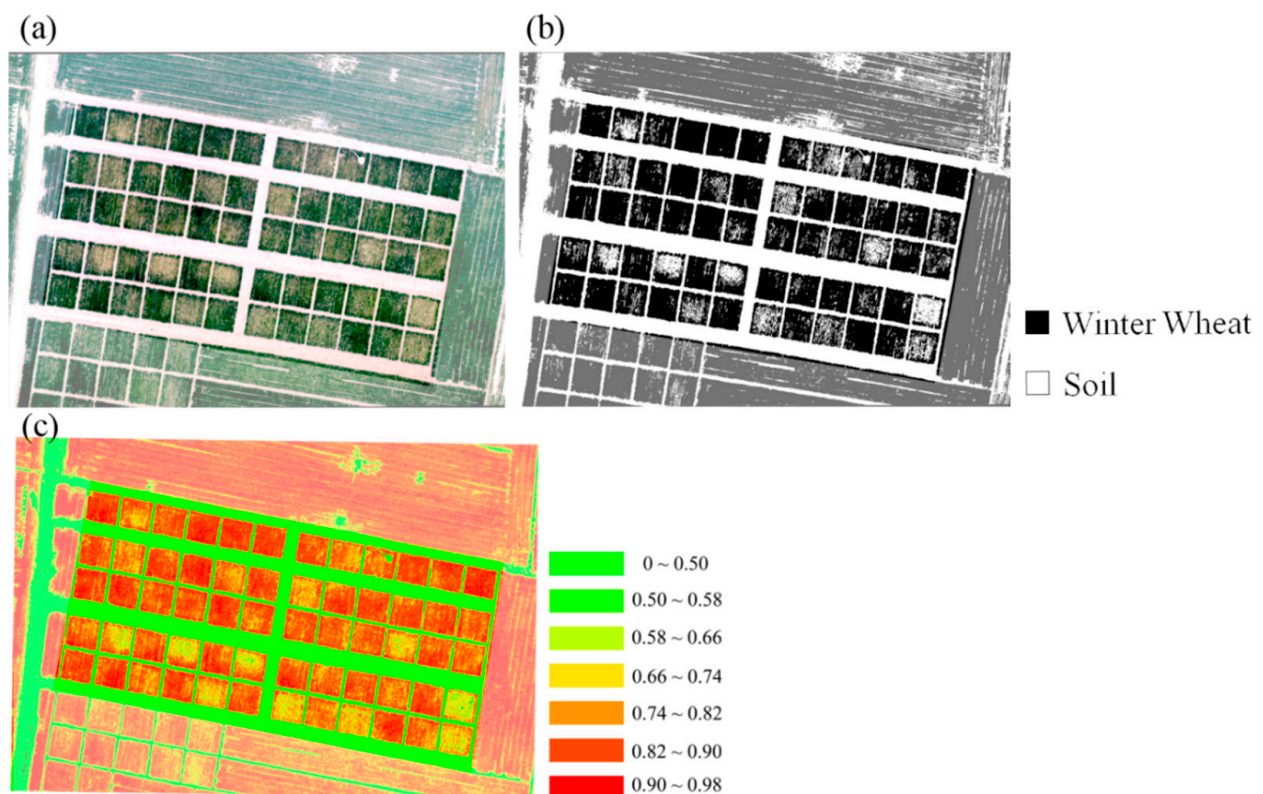 (a)
(b)
Winter Wheat
Soil
(c)
0 ~ 0.50
0.50 ~ 0.58
0.58 ~ 0.66
0.66 ~ 0.74
0.74 ~ 0.82
0.82 ~ 0.90
0.90 ~ 0.98